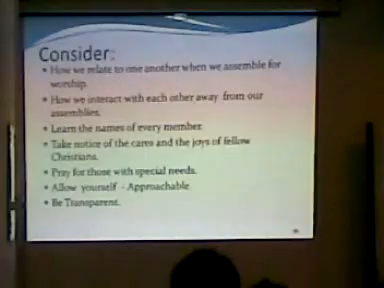 Consider:
• How we relate to one another when we assemble for
worship.
• How we interact with each other away from our
assemblies.
• Learn the names of every member.
• Take notice of the cares and the joys of fellow
Christians.
• Pray for those with special needs.
• Allow yourself - Approachable
• Be Transparent.